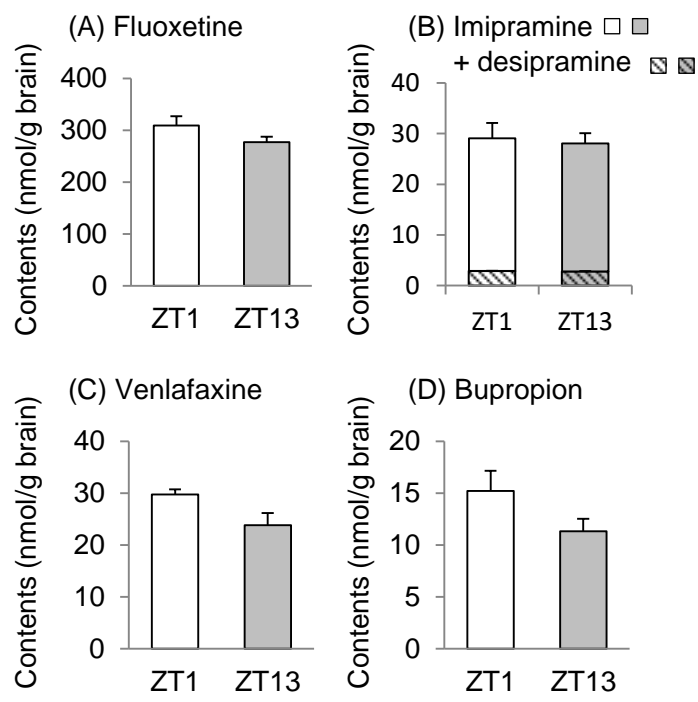 (A) Fluoxetine
Contents (nmol/g brain)
400
300
200
100
0
ZT1 ZT13
(B) Imipramine
+ desipramine
Contents (nmol/g brain)
40
30
20
10
0
ZT1 ZT13
(C) Venlafaxine
Contents (nmol/g brain)
40
30
20
10
0
ZT1 ZT13
(D) Bupropion
Contents (nmol/g brain)
20
15
10
5
0
ZT1 ZT13